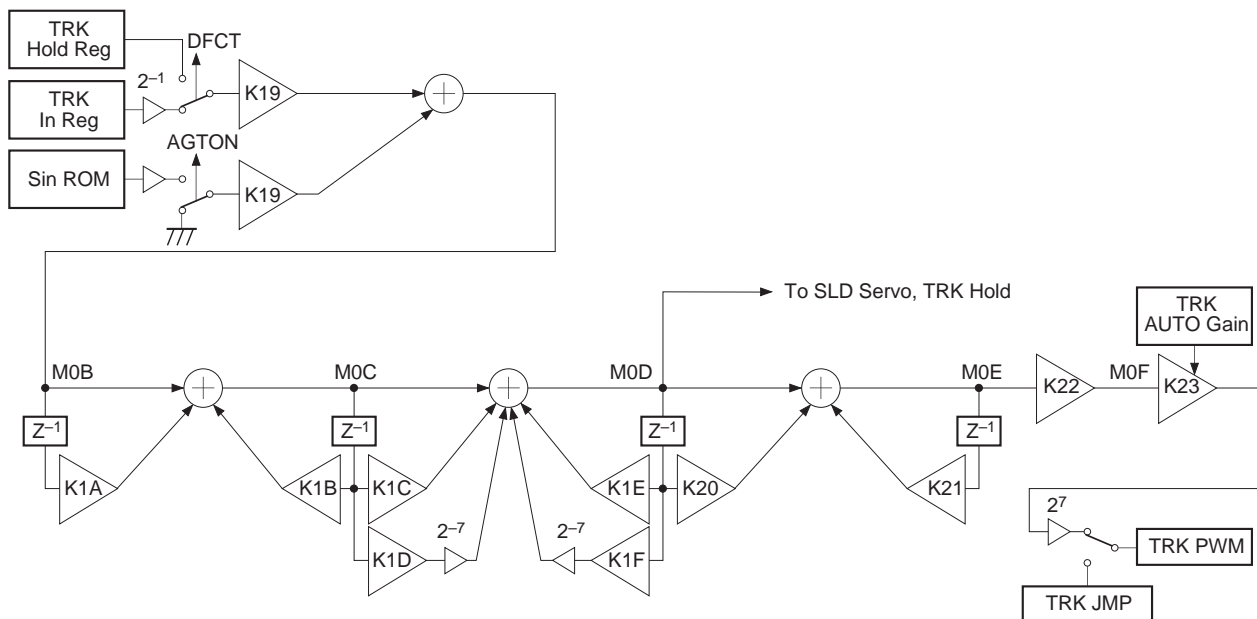 TRK
Hold Reg
DFCT
2⁻¹
K19
TRK
In Reg
AGTON
Sin ROM
K19
To SLD Servo, TRK Hold
TRK
AUTO Gain
M0B
M0C
M0D
M0E
K22
M0F
K23
Z⁻¹
Z⁻¹
Z⁻¹
Z⁻¹
K1A
K1B
K1C
K1E
K20
K21
2⁻⁷
2⁻⁷
K1D
K1F
2⁷
TRK PWM
TRK JMP